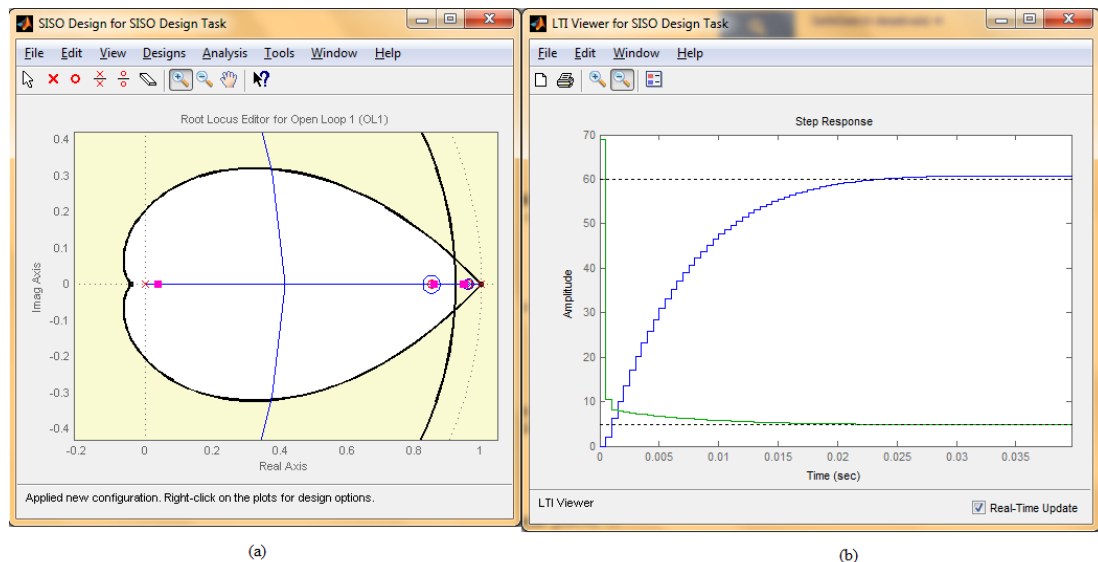 SISO Design for SISO Design Task
File Edit View Designs Analysis Tools Window Help
Root Locus Editor for Open Loop 1 (OL1)
0.4
0.3
0.2
0.1
0
-0.1
-0.2
-0.3
-0.4
Imag Axis
-0.2 0 0.2 0.4 0.6 0.8 1
Real Axis
Applied new configuration. Right-click on the plots for design options.
(a)
LTI Viewer for SISO Design Task
File Edit Window Help
Step Response
70
60
50
40
30
20
10
0
Amplitude
0 0.005 0.01 0.015 0.02 0.025 0.03 0.035
Time (sec)
LTI Viewer
Real-Time Update
(b)